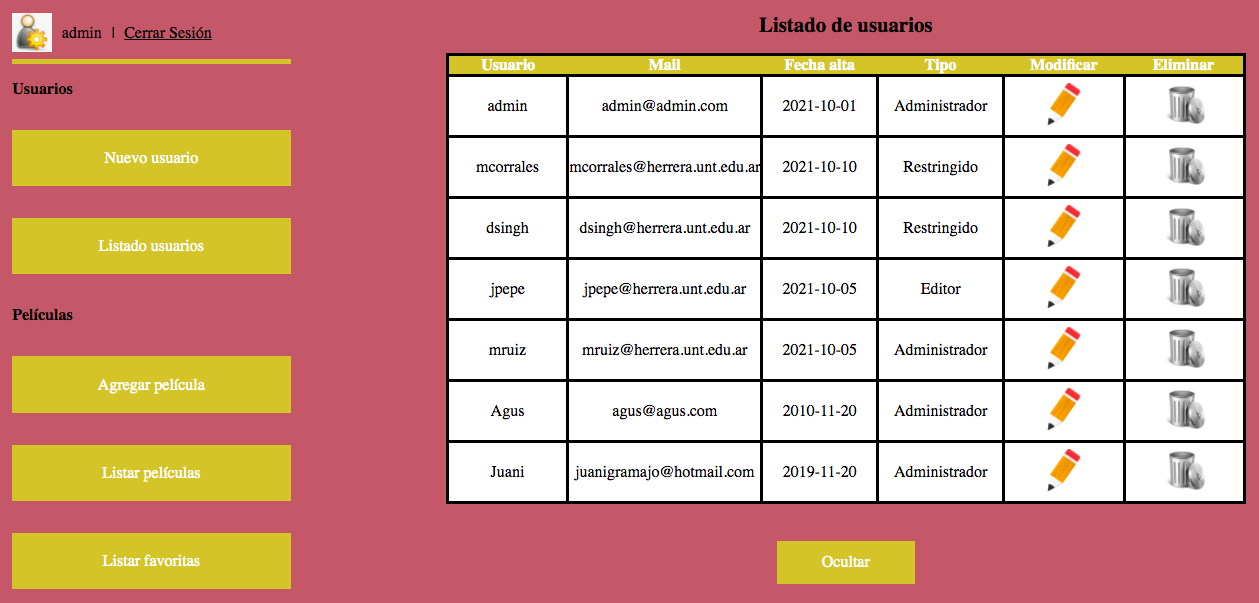 admin | Cerrar Sesión
Usuarios
Nuevo usuario
Listado usuarios
Películas
Agregar película
Listar películas
Listar favoritas
Listado de usuarios
Usuario Mail Fecha alta Tipo Modificar Eliminar
admin admin@admin.com 2021-10-01 Administrador
mcorrales mcorrales@herrera.unt.edu.ar 2021-10-10 Restringido
dsingh dsingh@herrera.unt.edu.ar 2021-10-10 Restringido
jpepe jpepe@herrera.unt.edu.ar 2021-10-05 Editor
mruiz mruiz@herrera.unt.edu.ar 2021-10-05 Administrador
Agus agus@agus.com 2010-11-20 Administrador
Juani juanigramajo@hotmail.com 2019-11-20 Administrador
Ocultar